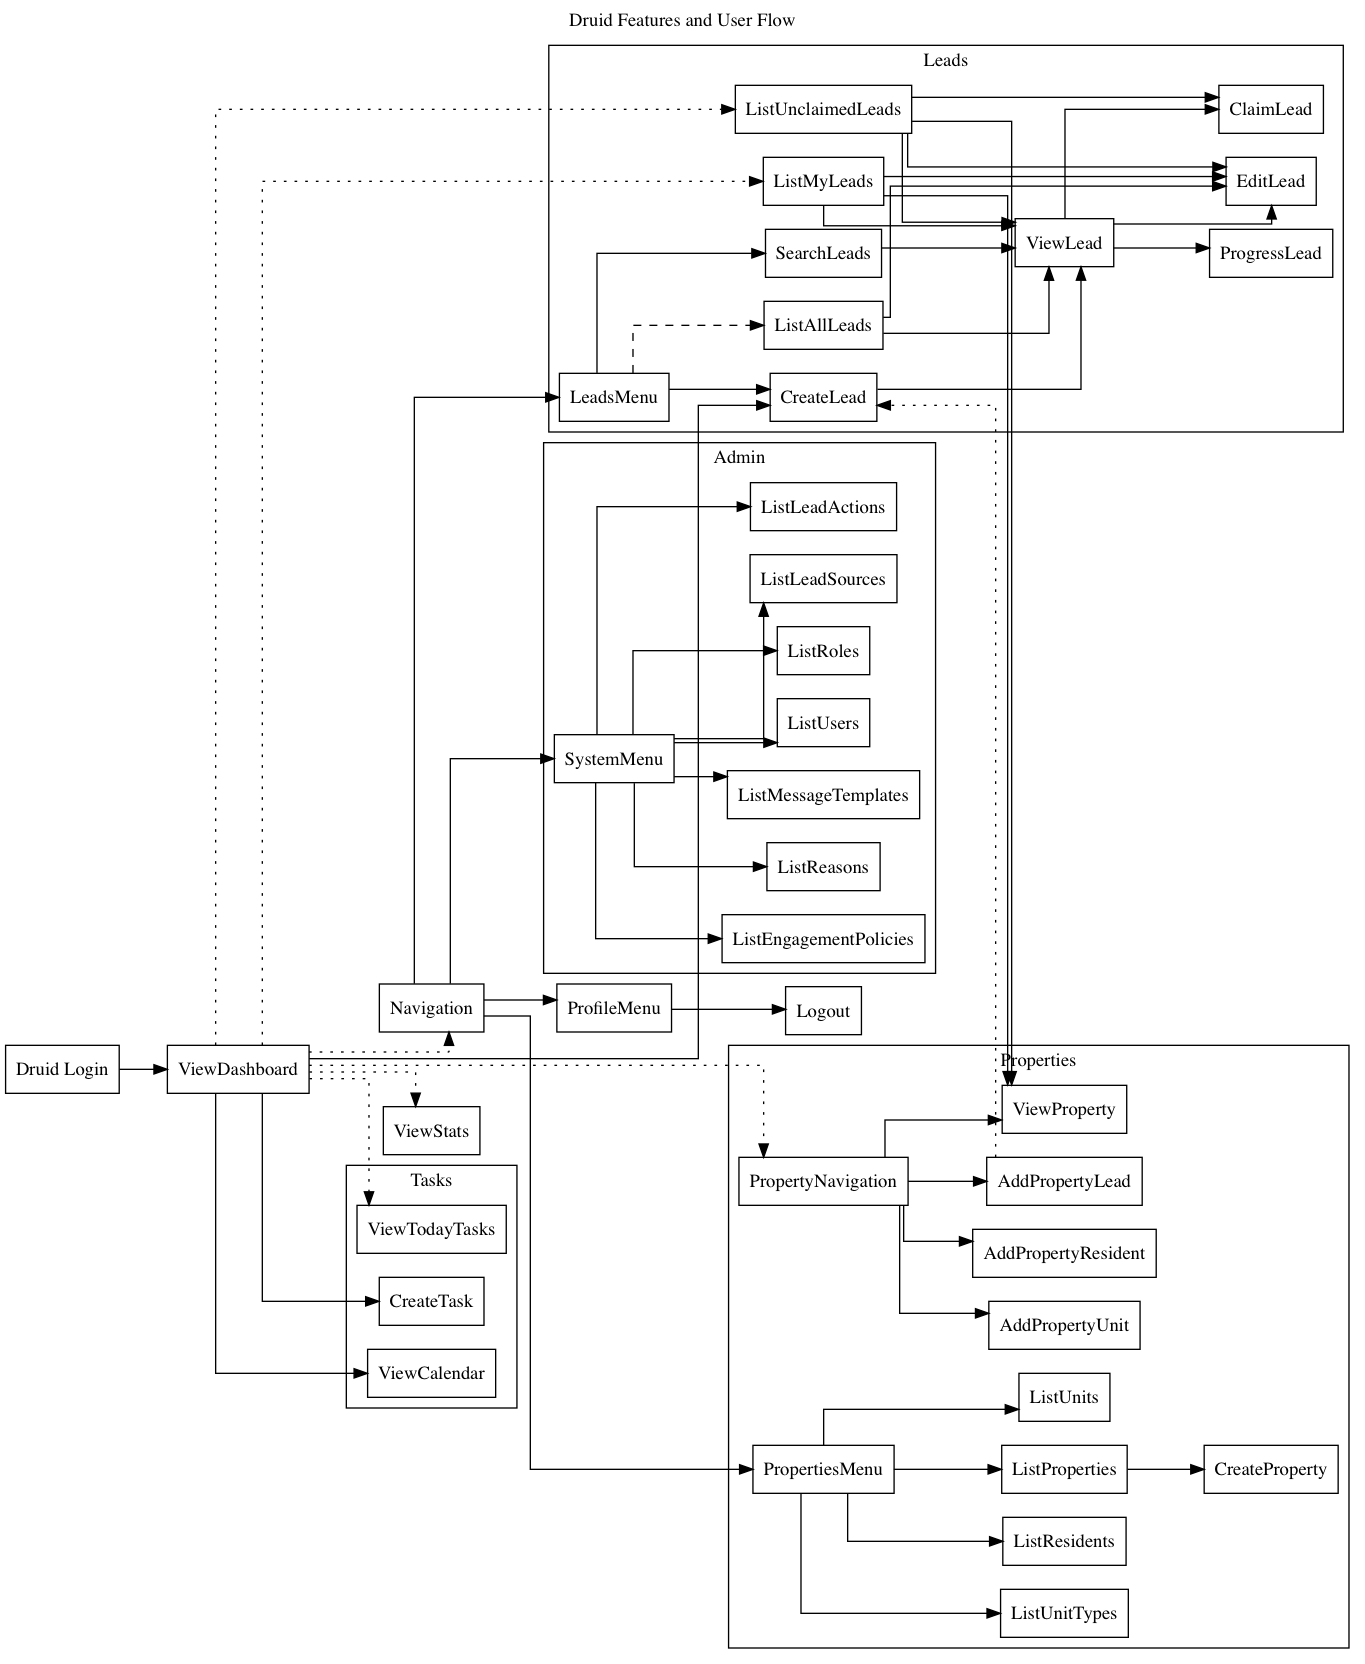 Druid Features and User Flow
Leads
ListUnclaimedLeads
ClaimLead
ListMyLeads
EditLead
SearchLeads
ViewLead
ProgressLead
ListAllLeads
LeadsMenu
CreateLead
Admin
ListLeadActions
ListLeadSources
ListRoles
ListUsers
SystemMenu
ListMessageTemplates
ListReasons
ListEngagementPolicies
Navigation
ProfileMenu
Logout
Druid Login
ViewDashboard
ViewStats
Tasks
ViewTodayTasks
CreateTask
ViewCalendar
Properties
ViewProperty
PropertyNavigation
AddPropertyLead
AddPropertyResident
AddPropertyUnit
ListUnits
PropertiesMenu
ListProperties
CreateProperty
ListResidents
ListUnitTypes